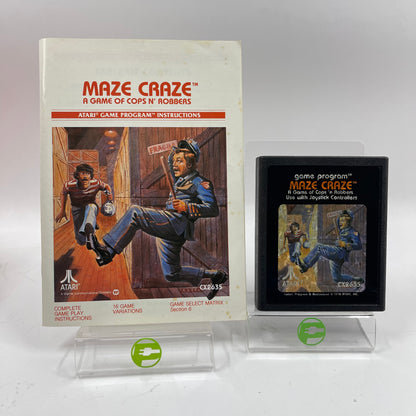 MAZE CRAZE™
A GAME OF COPS N' ROBBERS
ATARI® GAME PROGRAM™ INSTRUCTIONS
FRAGILE
ATARI®
CX2635
COMPLETE
GAME PLAY
INSTRUCTIONS
16 GAME
VARIATIONS
GAME SELECT MATRIX
Section 6
game program™
MAZE CRAZE™
A Game of Cops 'n Robbers
Use with Joystick Controllers
ATARI®
CX2635